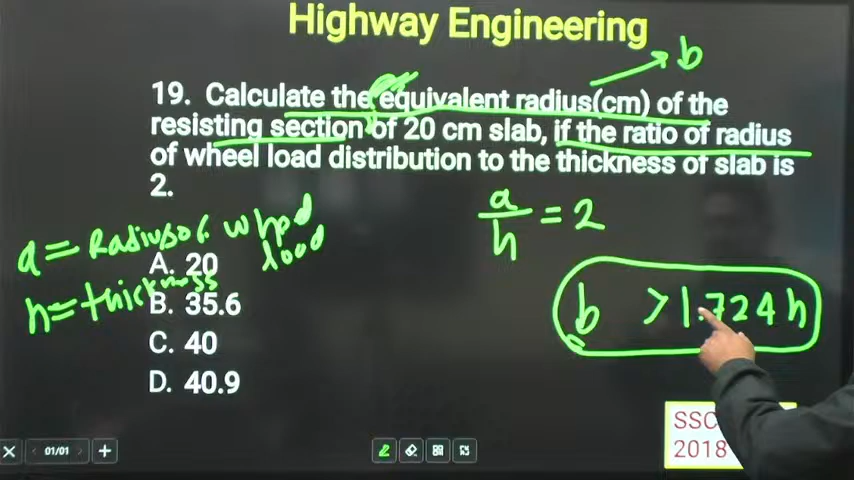 Highway Engineering
b
19. Calculate the equivalent radius(cm) of the
resisting section of 20 cm slab, if the ratio of radius
of wheel load distribution to the thickness of slab is
2.
a/h = 2
a = Radius of wheel
load
h = thickness
A. 20
B. 35.6
C. 40
D. 40.9
b > 1.724 h
SSC
2018
01/01